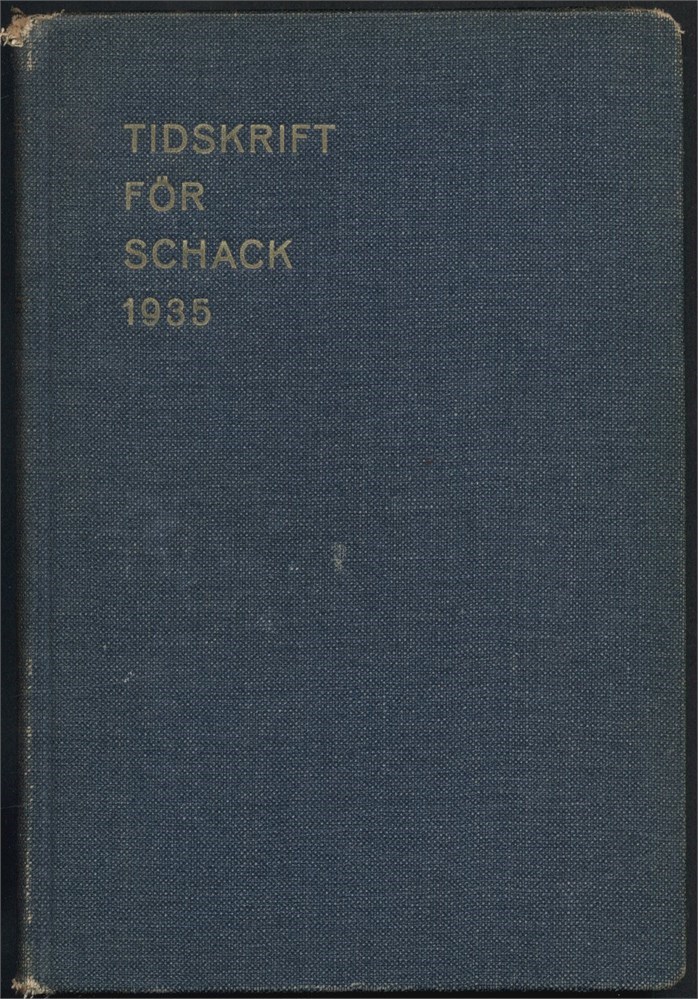 TIDSKRIFT
FÖR
SCHACK
1935